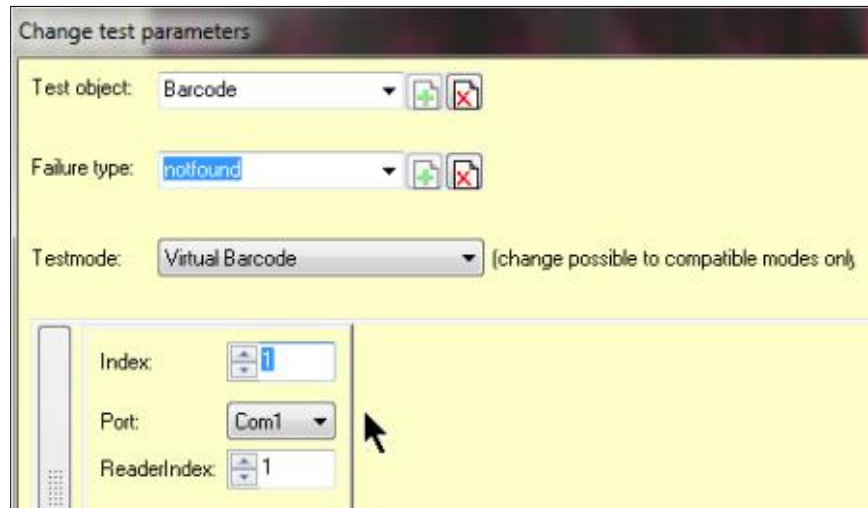 Change test parameters
Test object: Barcode
Failure type: notfound
Testmode: Virtual Barcode (change possible to compatible modes only
Index: 1
Port: Com1
ReaderIndex: 1